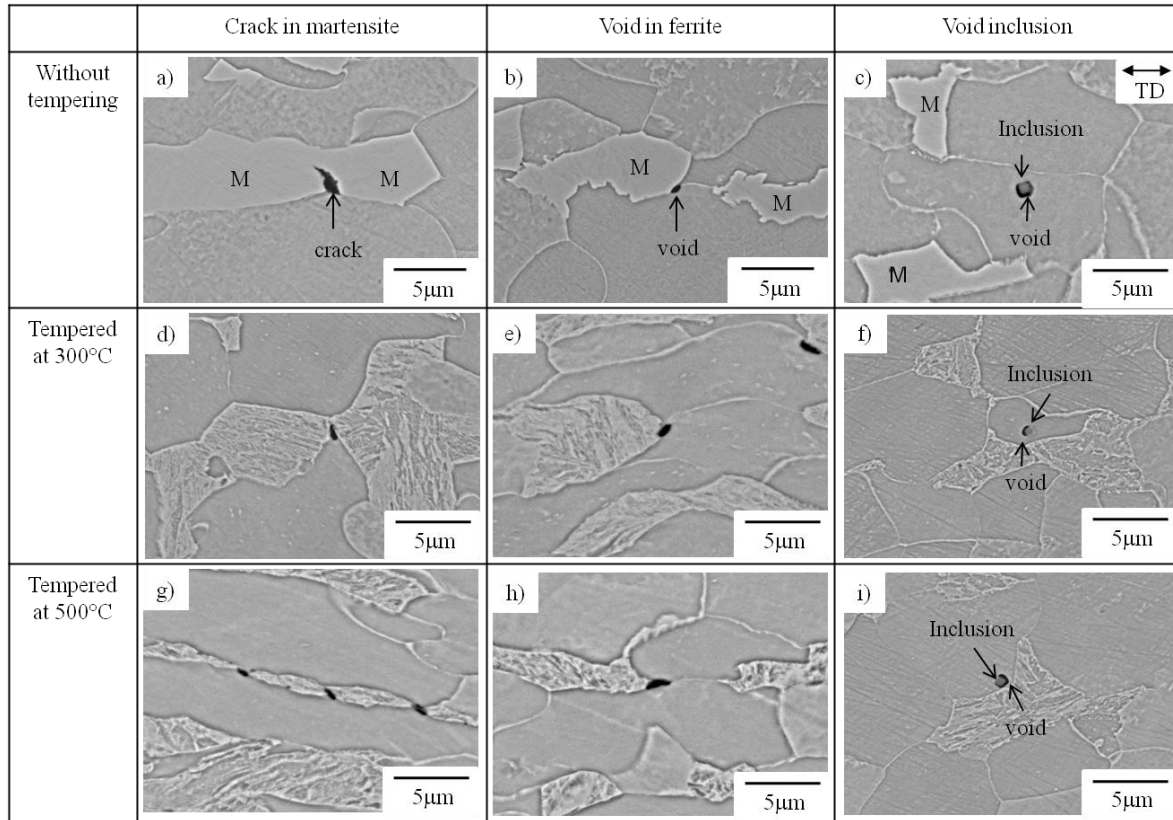 Crack in martensite
Void in ferrite
Void inclusion
Without
tempering
a)
M
M
crack
5μm
b)
M
M
void
5μm
c)
TD
M
Inclusion
void
M
5μm
Tempered
at 300°C
d)
5μm
e)
5μm
f)
Inclusion
void
5μm
Tempered
at 500°C
g)
5μm
h)
5μm
i)
Inclusion
void
5μm